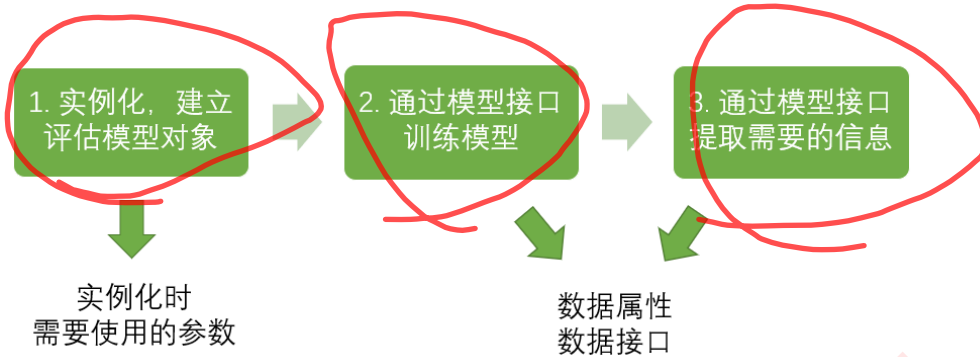 1. 实例化，建立
评估模型对象
2. 通过模型接口
训练模型
3. 通过模型接口
提取需要的信息
实例化时
需要使用的参数
数据属性
数据接口